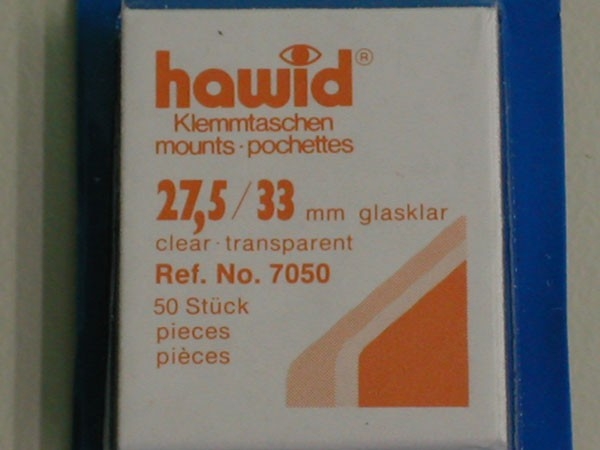 hawid®
Klemmtaschen
mounts·pochettes
27,5/33 mm glasklar
clear·transparent
Ref. No. 7050
50 Stück
pieces
pièces